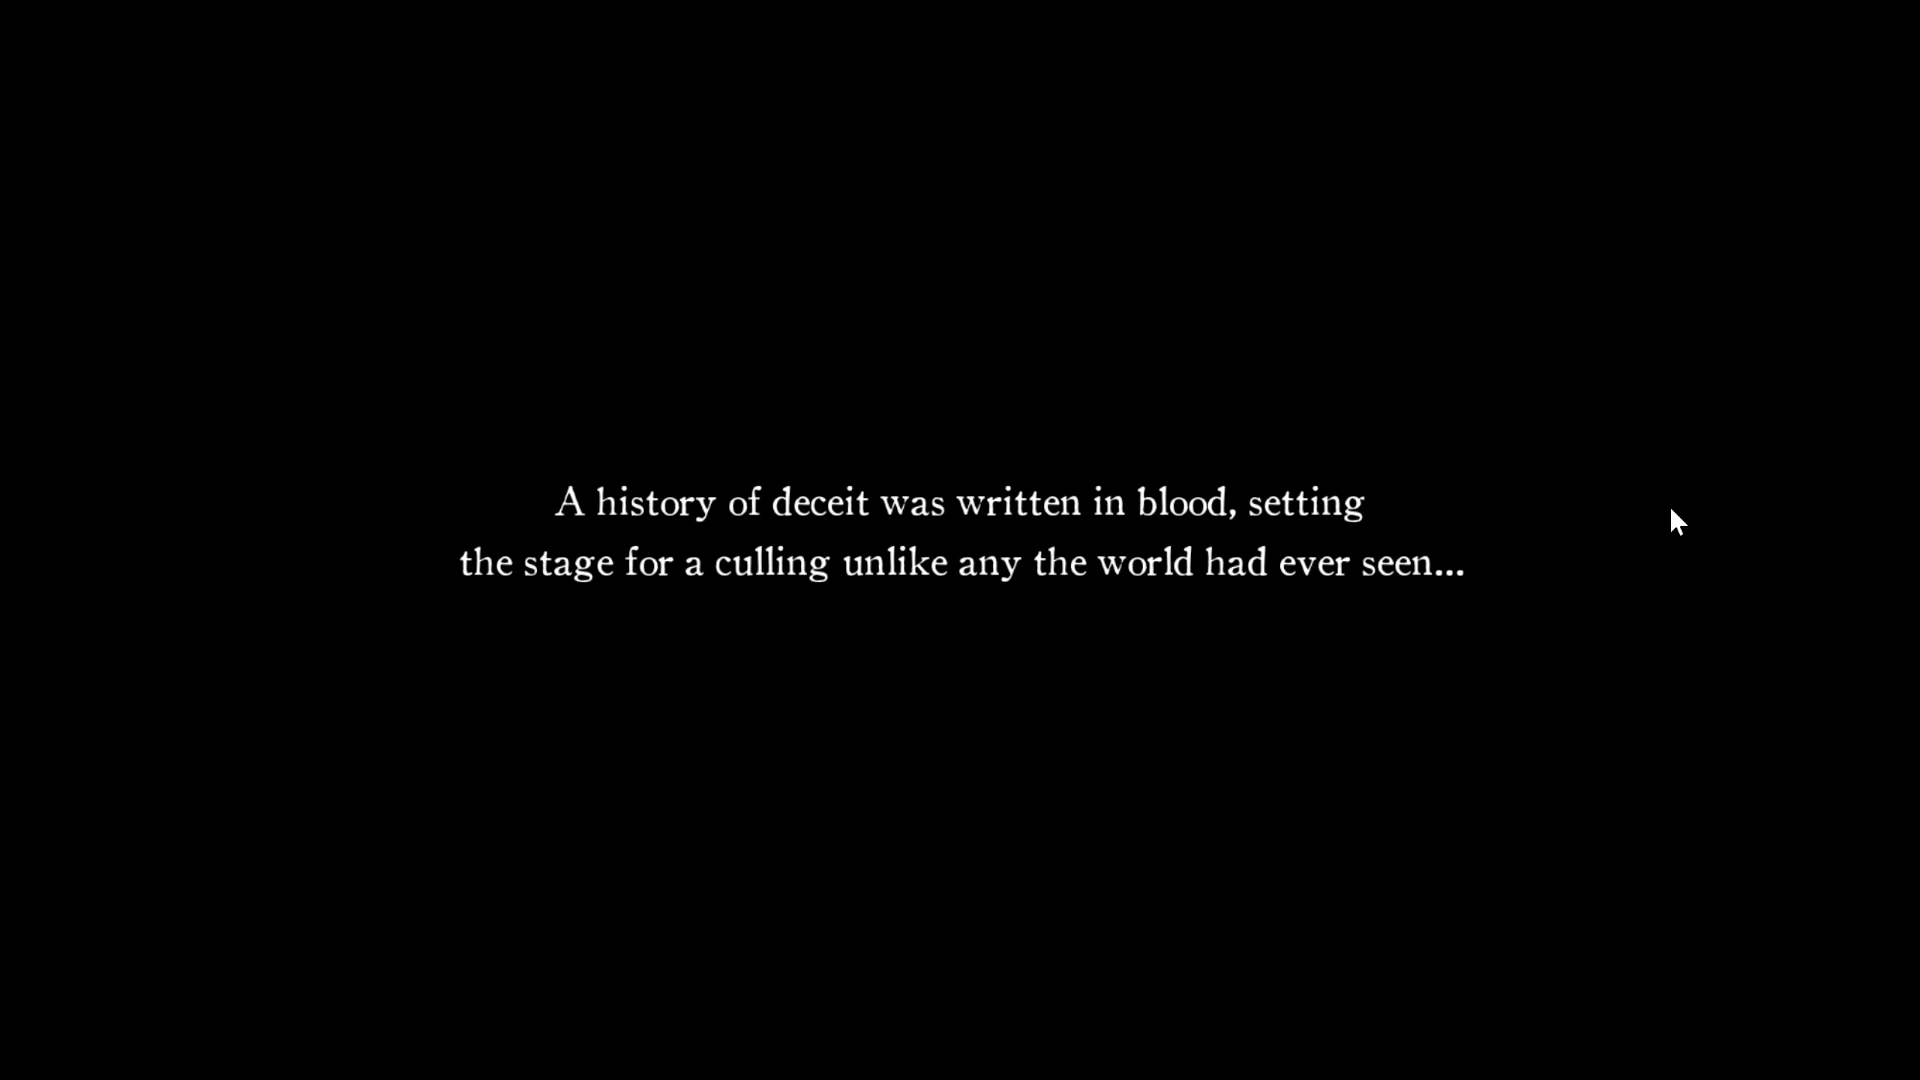 A history of deceit was written in blood, setting
the stage for a culling unlike any the world had ever seen...